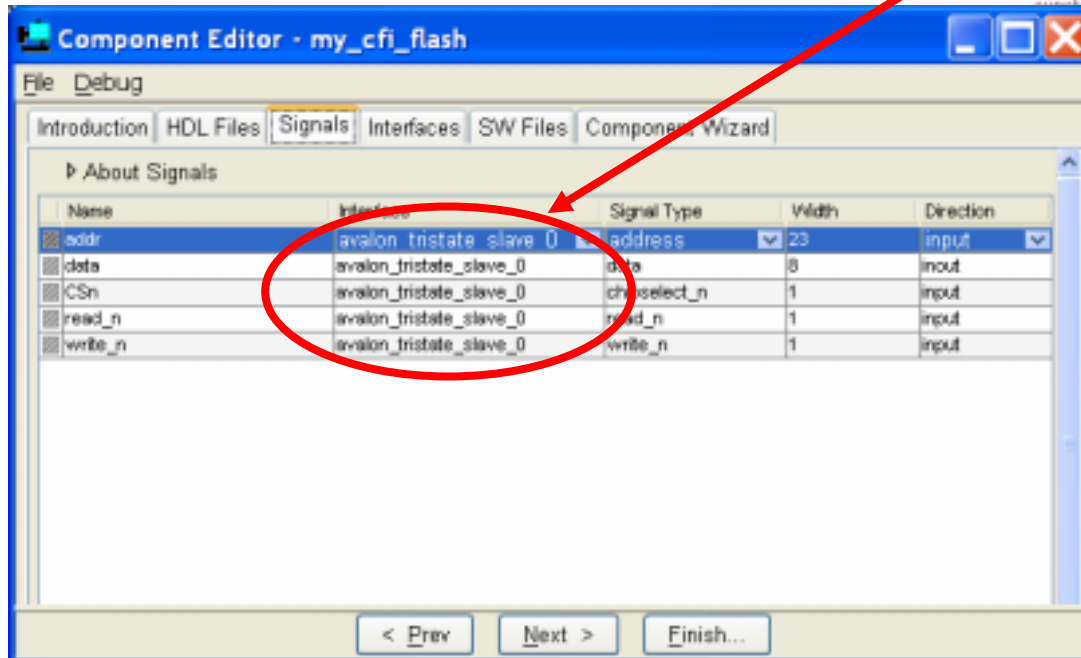 Component Editor - my_cfi_flash
File Debug
Introduction HDL Files Signals Interfaces SW Files Component Wizard
About Signals
Name Interface Signal Type Width Direction
addr avalon_tristate_slave_0 address 23 input
data avalon_tristate_slave_0 data 8 inout
CSn avalon_tristate_slave_0 chipselect_n 1 input
read_n avalon_tristate_slave_0 read_n 1 input
write_n avalon_tristate_slave_0 write_n 1 input
< Prev Next > Finish...